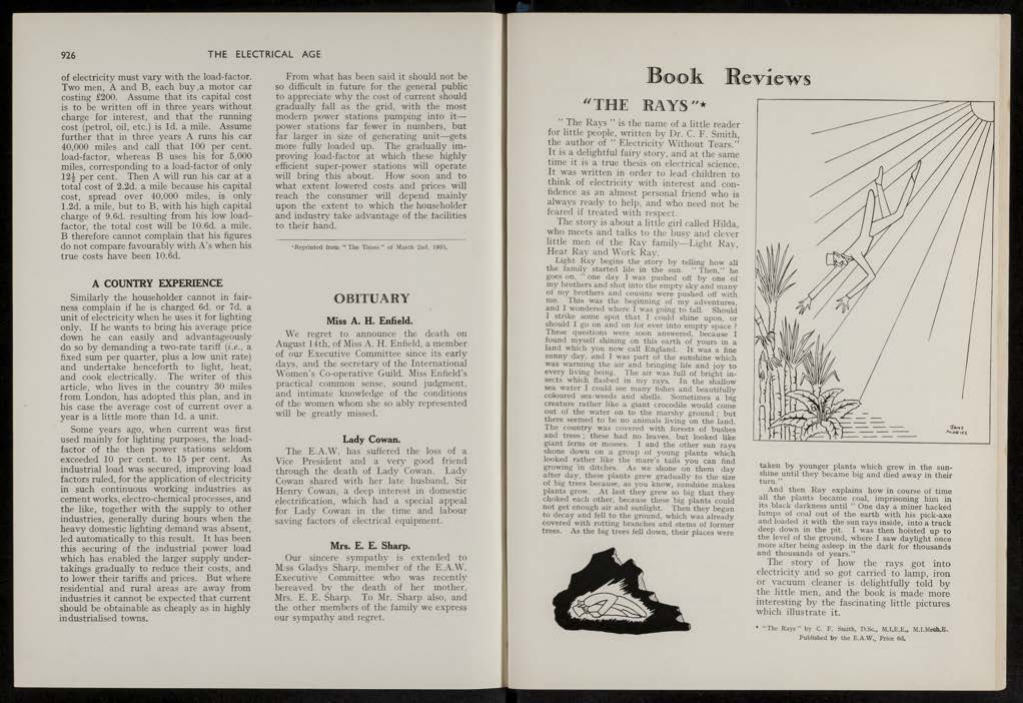 926
THE ELECTRICAL AGE
of electricity must vary with the load-factor.
Two men, A and B, each buy a motor car
costing £200. Assume that its capital cost
is to be written off in three years without
charge for interest, and that the running
cost (petrol, oil, etc.) is 1d. a mile. Assume
further that in three years A runs his car
40,000 miles and call that 100 per cent.
load-factor, whereas B uses his for 5,000
miles, corresponding to a load-factor of only
12½ per cent. Then A will run his car at a
total cost of 2.2d. a mile because his capital
cost, spread over 40,000 miles, is only
1.2d. a mile, but to B, with his high capital
charge of 9.6d. resulting from his low load-
factor, the total cost will be 10.6d. a mile.
B therefore cannot complain that his figures
do not compare favourably with A's when his
true costs have been 10.6d.
A COUNTRY EXPERIENCE
Similarly the householder cannot in fair-
ness complain if he is charged 6d. or 7d. a
unit of electricity when he uses it for lighting
only. If he wants to bring his average price
down he can easily and advantageously
do so by demanding a two-rate tariff (i.e., a
fixed sum per quarter, plus a low unit rate)
and undertake henceforth to light, heat,
and cook electrically. The writer of this
article, who lives in the country 30 miles
from London, has adopted this plan, and in
his case the average cost of current over a
year is a little more than 1d. a unit.
Some years ago, when current was first
used mainly for lighting purposes, the load-
factor of the then power stations seldom
exceeded 10 per cent. to 15 per cent. As
industrial load was secured, improving load
factors ruled, for the application of electricity
in such continuous working industries as
cement works, electro-chemical processes, and
the like, together with the supply to other
industries, generally during hours when the
heavy domestic lighting demand was absent,
led automatically to this result. It has been
this securing of the industrial power load
which has enabled the larger supply under-
takings gradually to reduce their costs, and
to lower their tariffs and prices. But where
residential and rural areas are away from
industries it cannot be expected that current
should be obtainable as cheaply as in highly
industrialised towns.
From what has been said it should not be
so difficult in future for the general public
to appreciate why the cost of current should
gradually fall as the grid, with the most
modern power stations pumping into it—
power stations far fewer in numbers, but
far larger in size of generating unit—gets
more fully loaded up. The gradually im-
proving load-factor at which these highly
efficient super-power stations will operate
will bring this about. How soon and to
what extent lowered costs and prices will
reach the consumer will depend mainly
upon the extent to which the householder
and industry take advantage of the facilities
to their hand.
*Reprinted from "The Times" of March 2nd,
OBITUARY
Miss A. H. Enfield.
We regret to announce the death on
August 14th, of Miss A. H. Enfield, a member
of our Executive Committee since its early
days, and the secretary of the International
Women's Co-operative Guild. Miss Enfield's
practical common sense, sound judgment,
and intimate knowledge of the conditions
of the women whom she so ably represented
will be greatly missed.
Lady Cowan.
The E.A.W. has suffered the loss of a
Vice President and a very good friend
through the death of Lady Cowan. Lady
Cowan shared with her late husband, Sir
Henry Cowan, a deep interest in domestic
electrification, which had a special appeal
for Lady Cowan in the time and labour
saving factors of electrical equipment.
Mrs. E. E. Sharp.
Our sincere sympathy is extended to
Miss Gladys Sharp, member of the E.A.W.
Executive Committee who was recently
bereaved by the death of her mother,
Mrs. E. E. Sharp. To Mr. Sharp also, and
the other members of the family we express
our sympathy and regret.
Book Reviews
"THE RAYS"*
"The Rays" is the name of a little reader
for little people, written by Dr. C. F. Smith,
the author of "Electricity Without Tears."
It is a delightful fairy story, and at the same
time it is a true thesis on electrical science.
It was written in order to lead children to
think of electricity with interest and con-
fidence as an almost personal friend who is
always ready to help, and who need not be
feared if treated with respect.
The story is about a little girl called Hilda,
who meets and talks to the busy and clever
little men of the Ray family—Light Ray,
Heat Ray and Work Ray.
Light Ray begins the story by telling how all
the family started life in the sun. "Then," he
goes on, "one day I was pushed off by one of
my brothers and shot into the empty sky and many
of my brothers and cousins were pushed off with
me. This was the beginning of my adventures,
and I wondered where I was going to fall. Should
I strike some spot that I could shine upon, or
should I go on and on for ever into empty space?
These questions were soon answered, because I
found myself shining on this earth of yours in a
land which you now call England. It was a fine
sunny day, and I was part of the sunshine which
was warming the air and bringing life and joy to
every living being. The air was full of bright in-
sects which flashed in my rays. In the shallow
sea water I could see many fishes and beautifully
coloured sea-weeds and shells. Sometimes a big
creature rather like a giant crocodile would come
out of the water on to the marshy ground; but
there seemed to be no animals living on the land.
The country was covered with forests of bushes
and trees; these had no leaves, but looked like
giant ferns or mosses. I and the other sun rays
shone down on a group of young plants which
looked rather like the mare's tails you can find
growing in ditches. As we shone on them day
after day, these plants grew gradually to the size
of big trees because, as you know, sunshine makes
plants grow. At last they grew so big that they
choked each other, because these big plants could
not get enough air and sunlight. Then they began
to decay and fell to the ground, which was already
covered with rotting branches and stems of former
trees. As the big trees fell down, their places were
taken by younger plants which grew in the sun-
shine until they became big and died away in their
turn."
And then Ray explains how in course of time
all the plants became coal, imprisoning him in
its black darkness until "One day a miner hacked
lumps of coal out of the earth with his pick-axe
and loaded it with the sun rays inside, into a truck
deep down in the pit. I was then hoisted up to
the level of the ground, where I saw daylight once
more after being asleep in the dark for thousands
and thousands of years."
The story of how the rays got into
electricity and so got carried to lamp, iron
or vacuum cleaner is delightfully told by
the little men, and the book is made more
interesting by the fascinating little pictures
which illustrate it.
* "The Rays" by C. F. Smith, D.Sc., M.I.E.E., M.I.Mech.E.
Published by the E.A.W., Price 6d.